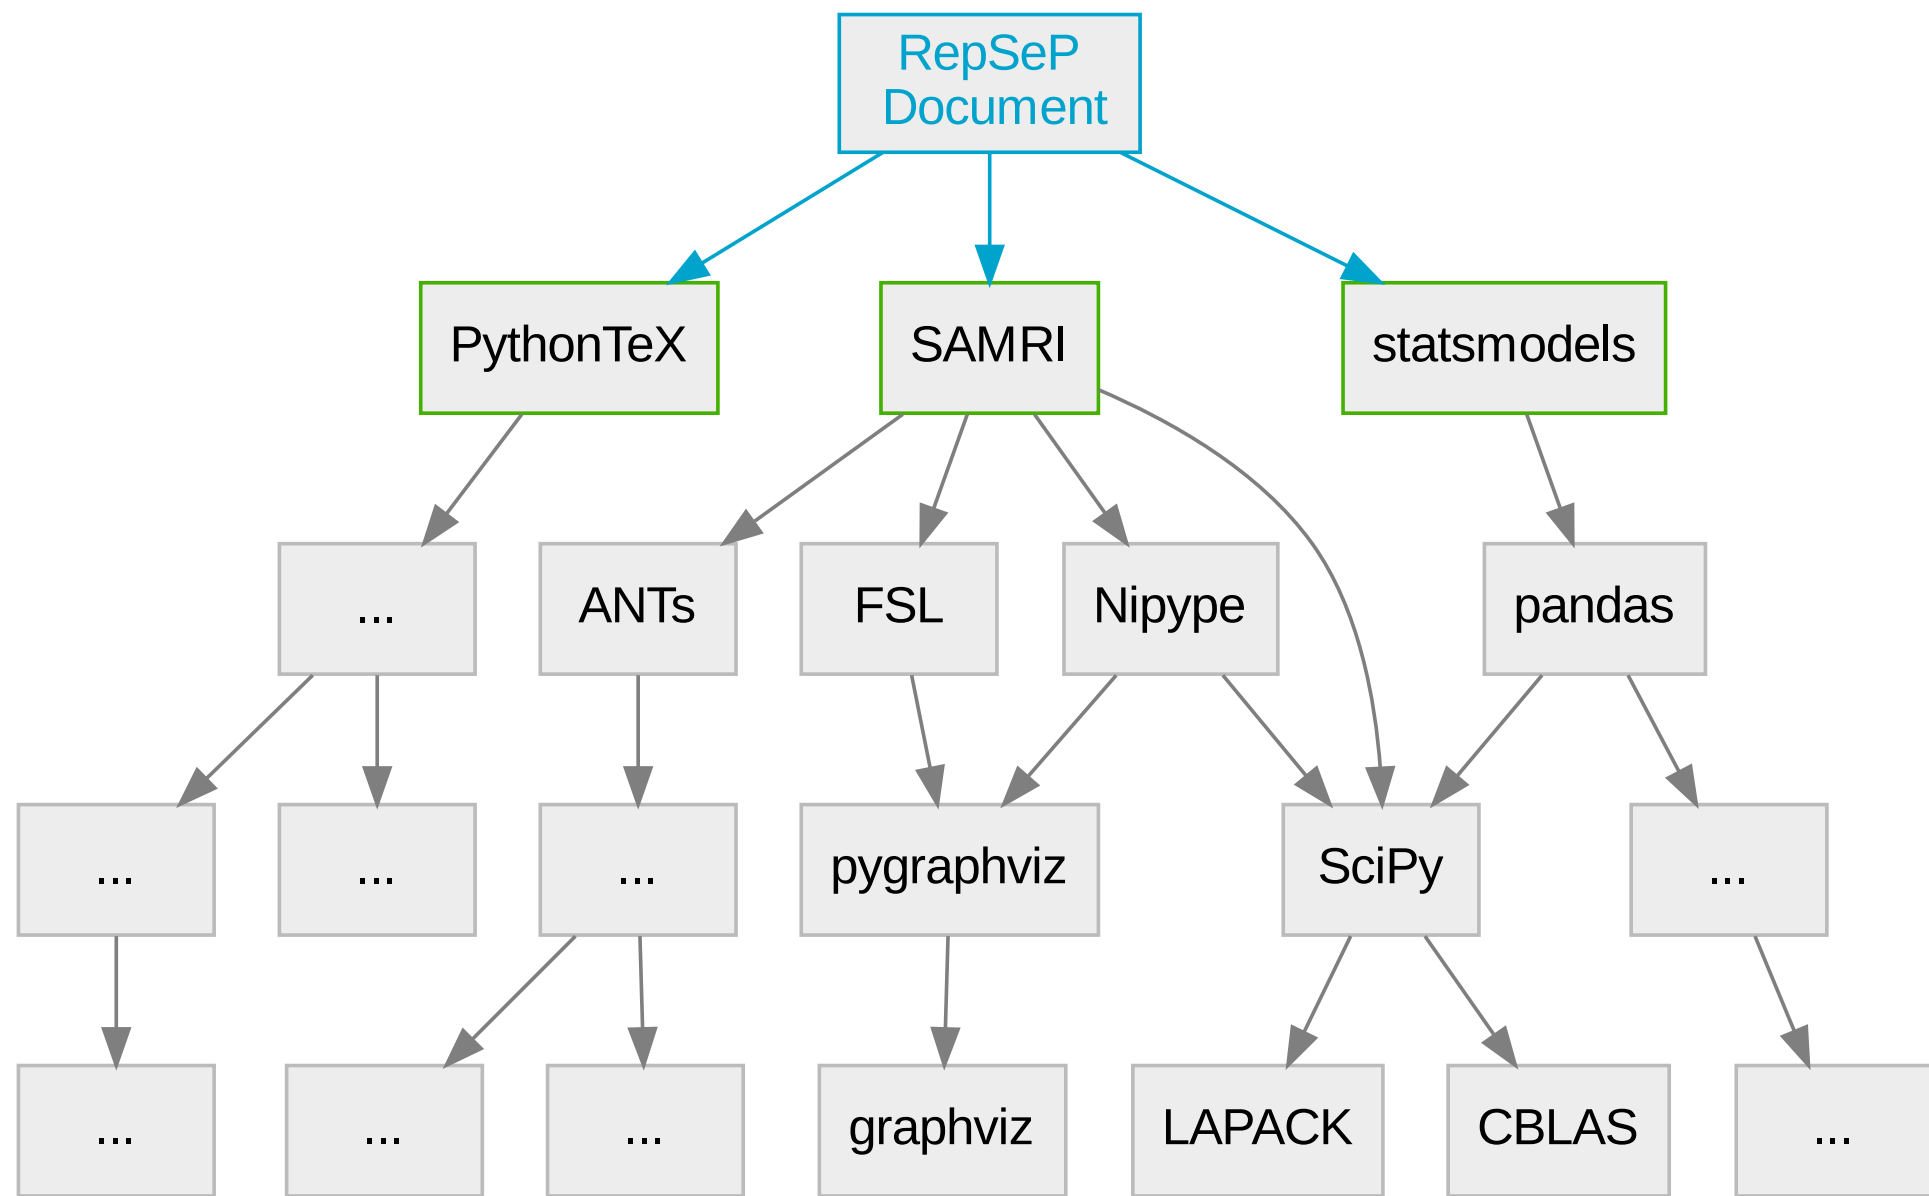 RepSeP
Document
PythonTeX
SAMRI
statsmodels
...
ANTs
FSL
Nipype
pandas
...
...
...
pygraphviz
SciPy
...
...
...
...
graphviz
LAPACK
CBLAS
...